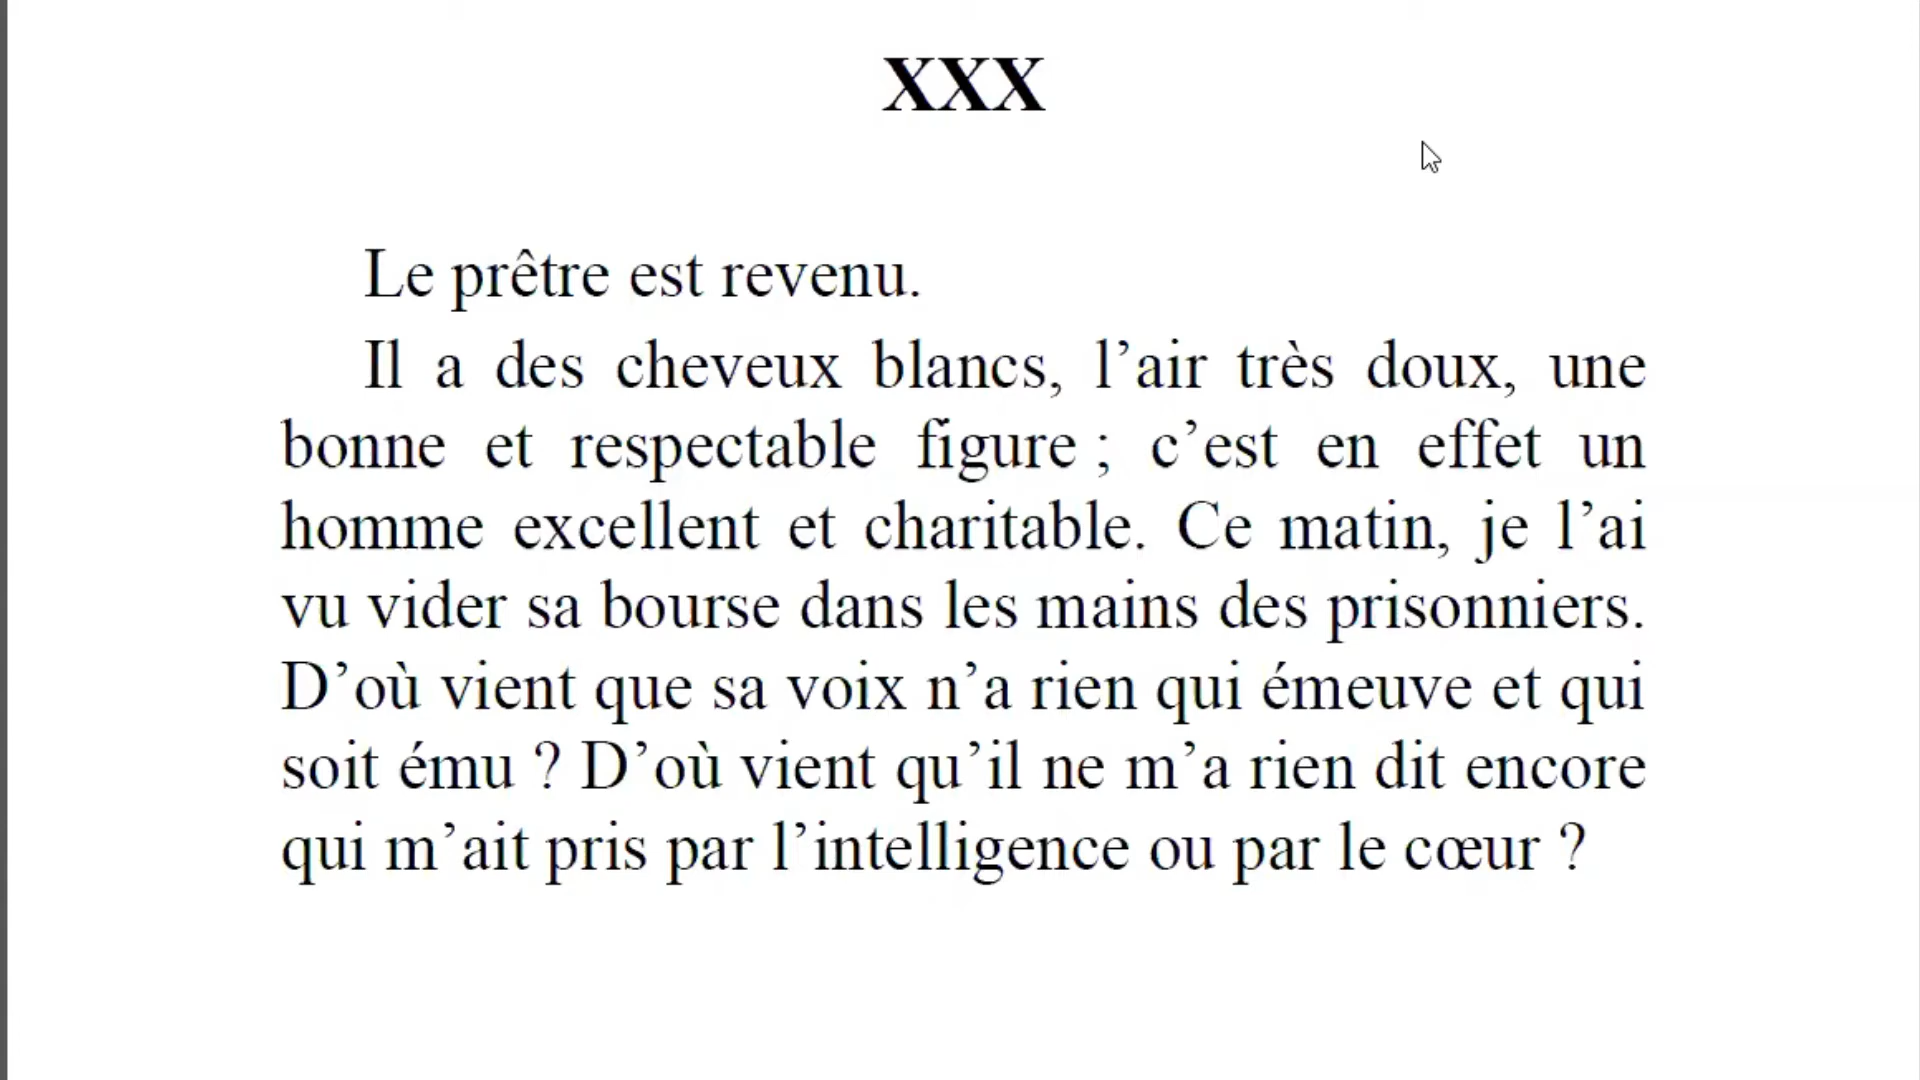 XXX
Le prêtre est revenu.
Il a des cheveux blancs, l’air très doux, une
bonne et respectable figure ; c’est en effet un
homme excellent et charitable. Ce matin, je l’ai
vu vider sa bourse dans les mains des prisonniers.
D’où vient que sa voix n’a rien qui émeuve et qui
soit ému ? D’où vient qu’il ne m’a rien dit encore
qui m’ait pris par l’intelligence ou par le cœur ?